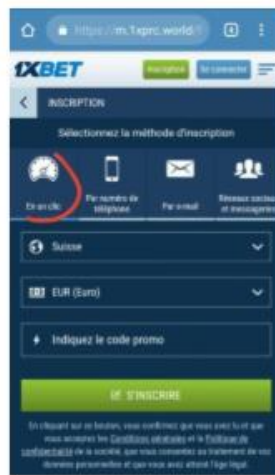 https://m.1xprc.world/
1XBET
Inscription Se connecter
INSCRIPTION
Sélectionnez la méthode d'inscription
En un clic
Par numéro de téléphone
Par e-mail
Réseaux sociaux et messageries
Suisse
EUR (Euro)
Indiquez le code promo
S'INSCRIRE
En cliquant sur ce bouton, vous confirmez que vous avez lu et que
vous acceptez les Conditions générales et la Politique de
confidentialité de la société, que vous consentez au traitement de vos
données personnelles et que vous avez atteint l'âge légal.